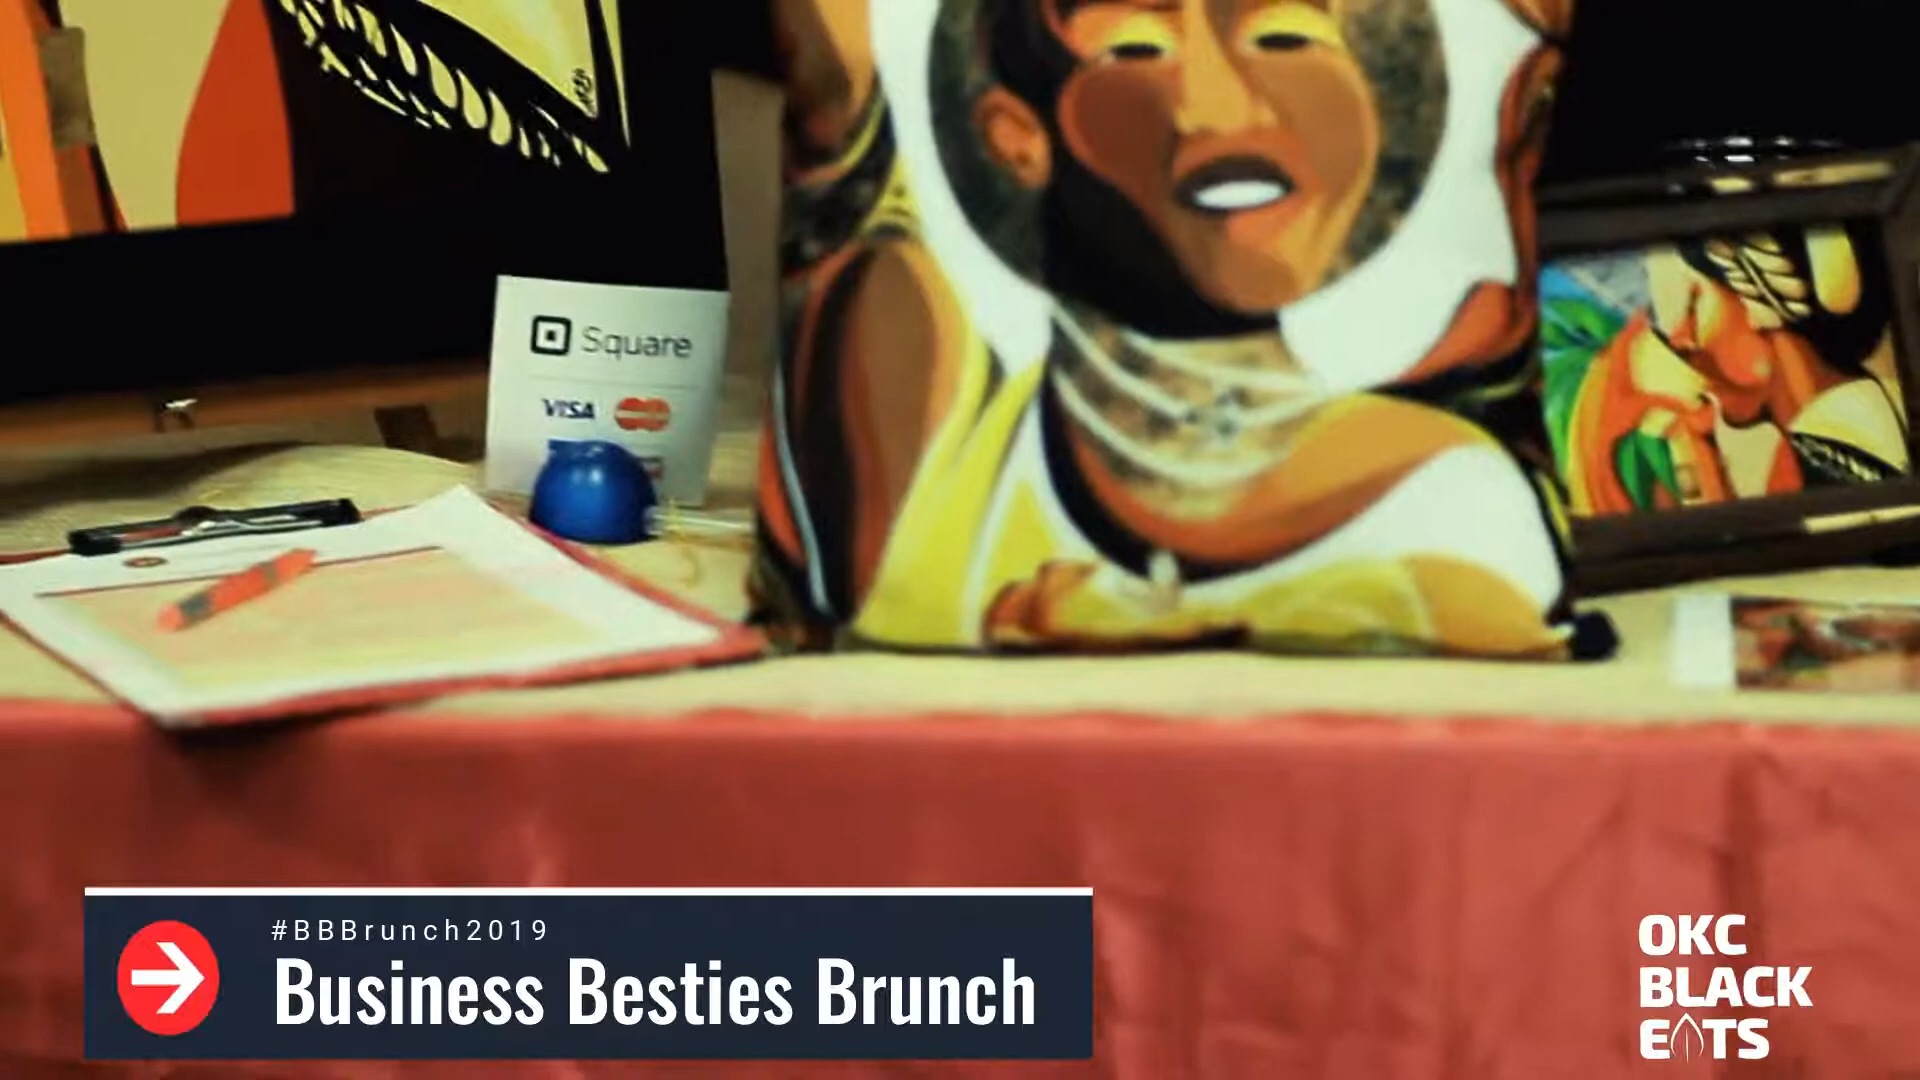 Square
VISA
#BBBrunch2019
Business Besties Brunch
OKC
BLACK
EATS